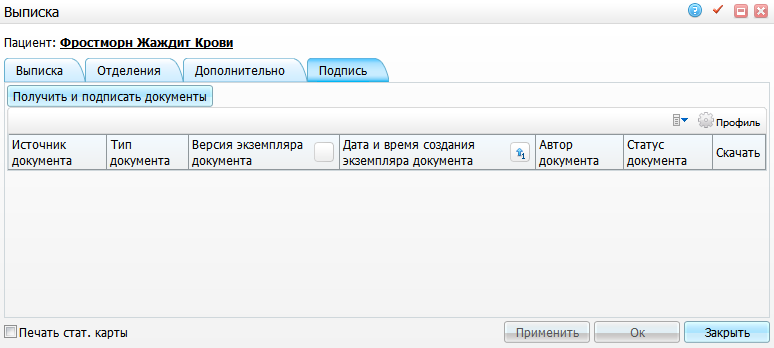 Выписка
Пациент: Фростморн Жаждит Крови
Выписка Отделения Дополнительно Подпись
Получить и подписать документы
Профиль
Источник документа
Тип документа
Версия экземпляра документа
Дата и время создания экземпляра документа
1
Автор документа
Статус документа
Скачать
Печать стат. карты
Применить Ок Закрыть